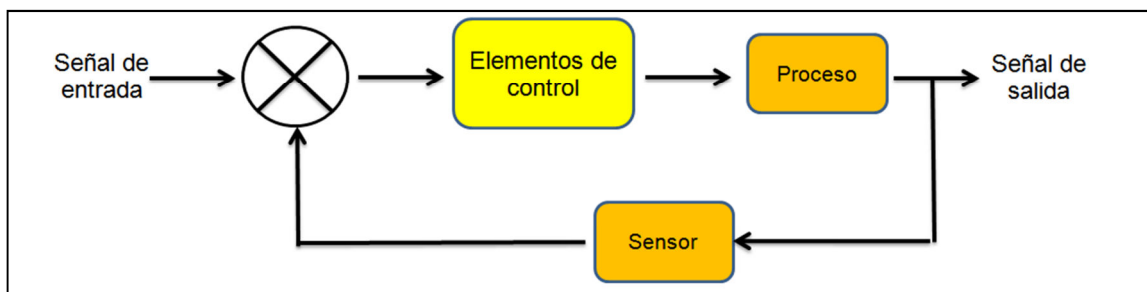 Señal de
entrada
Elementos de
control
Proceso
Señal de
salida
Sensor